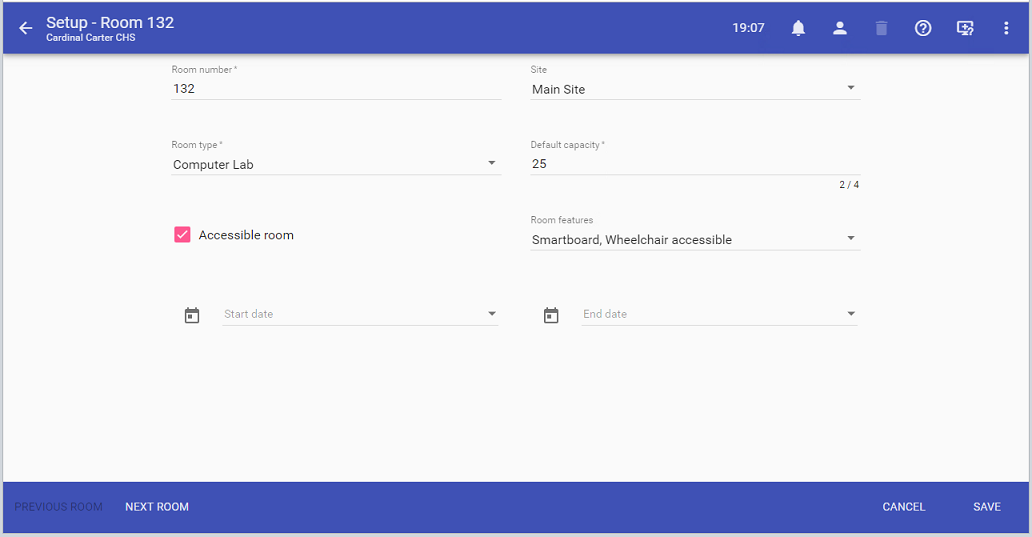 Setup - Room 132
Cardinal Carter CHS
19:07
Room number *
132
Site
Main Site
Room type *
Computer Lab
Default capacity *
25
2 / 4
Accessible room
Room features
Smartboard, Wheelchair accessible
Start date
End date
PREVIOUS ROOM
NEXT ROOM
CANCEL
SAVE